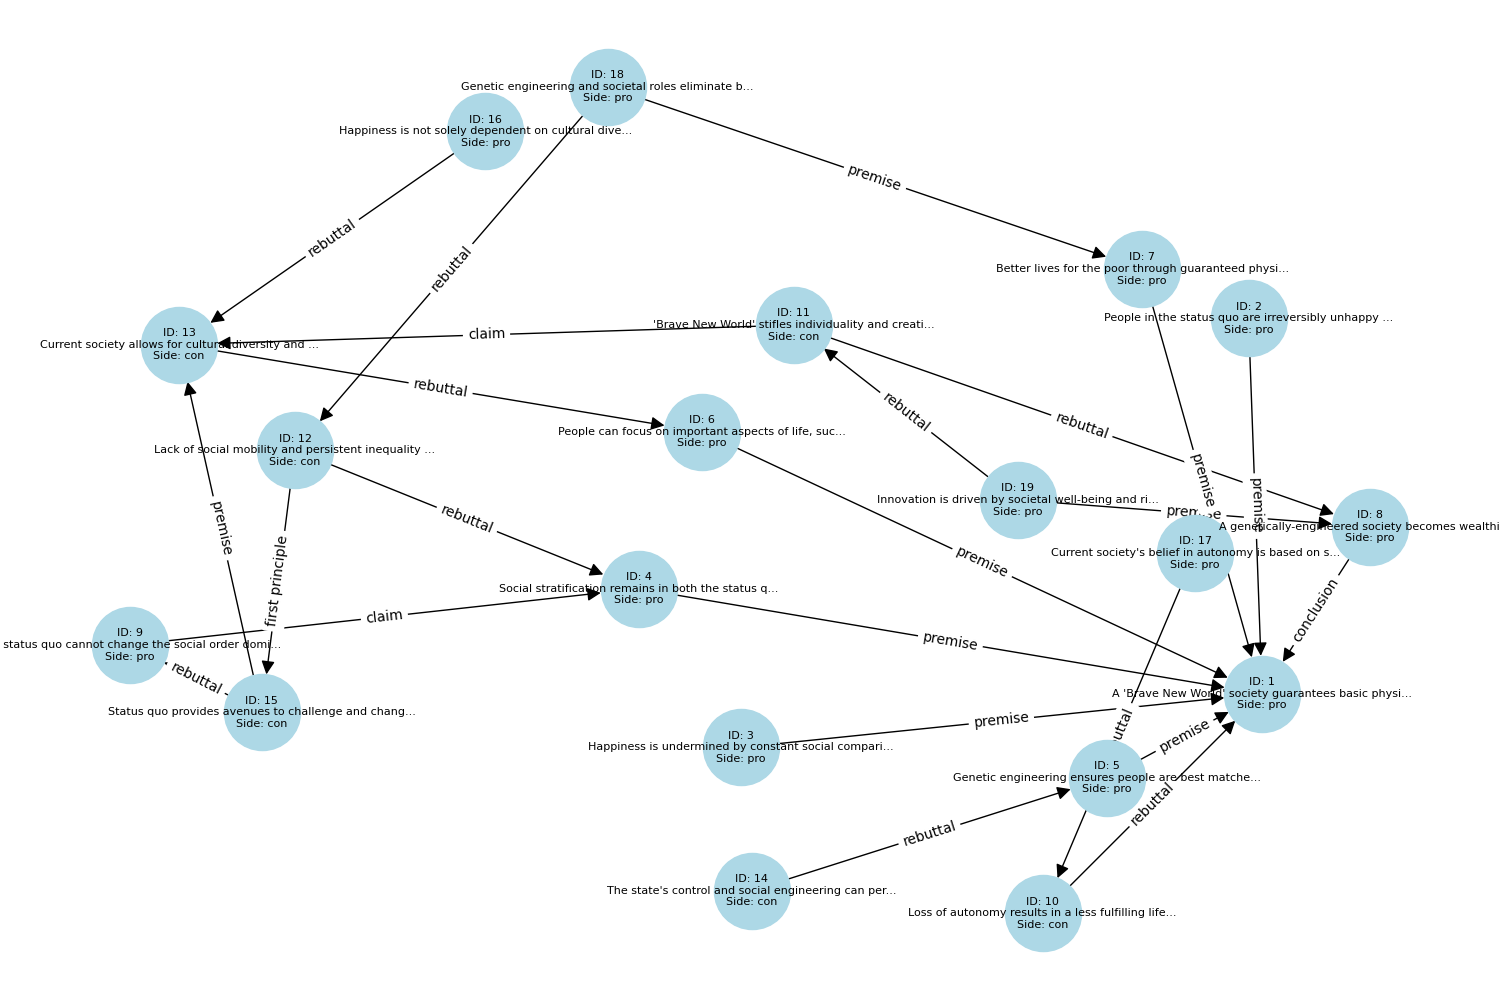 ID: 18
Genetic engineering and societal roles eliminate b...
Side: pro
ID: 16
Happiness is not solely dependent on cultural dive...
Side: pro
premise
rebuttal
rebuttal
ID: 7
Better lives for the poor through guaranteed physi...
Side: pro
ID: 2
People in the status quo are irreversibly unhappy ...
Side: pro
ID: 11
'Brave New World' stifles individuality and creati...
Side: con
ID: 13
Current society allows for cultural diversity and ...
Side: con
claim
rebuttal
rebuttal
rebuttal
ID: 6
People can focus on important aspects of life, suc...
Side: pro
ID: 12
Lack of social mobility and persistent inequality ...
Side: con
premise
premise
ID: 19
Innovation is driven by societal well-being and ri...
Side: pro
premise
ID: 8
A genetically-engineered society becomes wealthi
Side: pro
rebuttal
premise
ID: 17
Current society's belief in autonomy is based on s...
Side: pro
premise
first principle
ID: 4
Social stratification remains in both the status q...
Side: pro
claim
conclusion
premise
ID: 9
status quo cannot change the social order domi...
Side: pro
rebuttal
ID: 1
A 'Brave New World' society guarantees basic physi...
Side: pro
ID: 15
Status quo provides avenues to challenge and chang...
Side: con
premise
premise
ID: 3
Happiness is undermined by constant social compari...
Side: pro
ID: 5
Genetic engineering ensures people are best matche...
Side: pro
rebuttal
rebuttal
ID: 14
The state's control and social engineering can per...
Side: con
ID: 10
Loss of autonomy results in a less fulfilling life...
Side: con